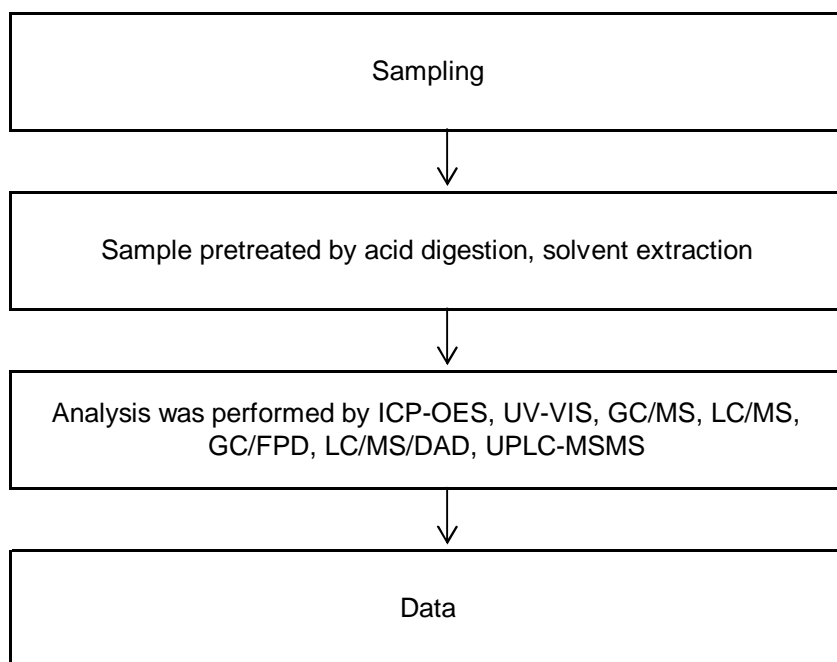 Sampling
Sample pretreated by acid digestion, solvent extraction
Analysis was performed by ICP-OES, UV-VIS, GC/MS, LC/MS,
GC/FPD, LC/MS/DAD, UPLC-MSMS
Data